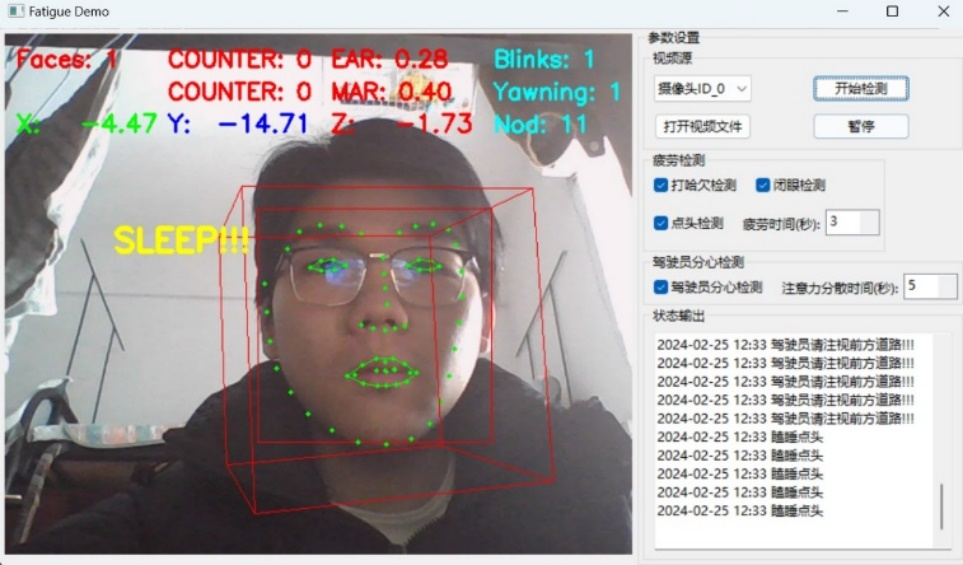 Fatigue Demo
Faces: 1 COUNTER: 0 EAR: 0.28 Blinks: 1
COUNTER: 0 MAR: 0.40 Yawning: 1
X: -4.47 Y: -14.71 Z: -1.73 Nod: 11
SLEEP!!!
参数设置
视频源
摄像头ID_0 开始检测
打开视频文件 暂停
疲劳检测
打哈欠检测 闭眼检测
点头检测 疲劳时间(秒): 3
驾驶员分心检测
驾驶员分心检测 注意力分散时间(秒): 5
状态输出
2024-02-25 12:33 驾驶员请注视前方道路!!!
2024-02-25 12:33 驾驶员请注视前方道路!!!
2024-02-25 12:33 驾驶员请注视前方道路!!!
2024-02-25 12:33 驾驶员请注视前方道路!!!
2024-02-25 12:33 驾驶员请注视前方道路!!!
2024-02-25 12:33 瞌睡点头
2024-02-25 12:33 瞌睡点头
2024-02-25 12:33 瞌睡点头
2024-02-25 12:33 瞌睡点头
2024-02-25 12:33 瞌睡点头